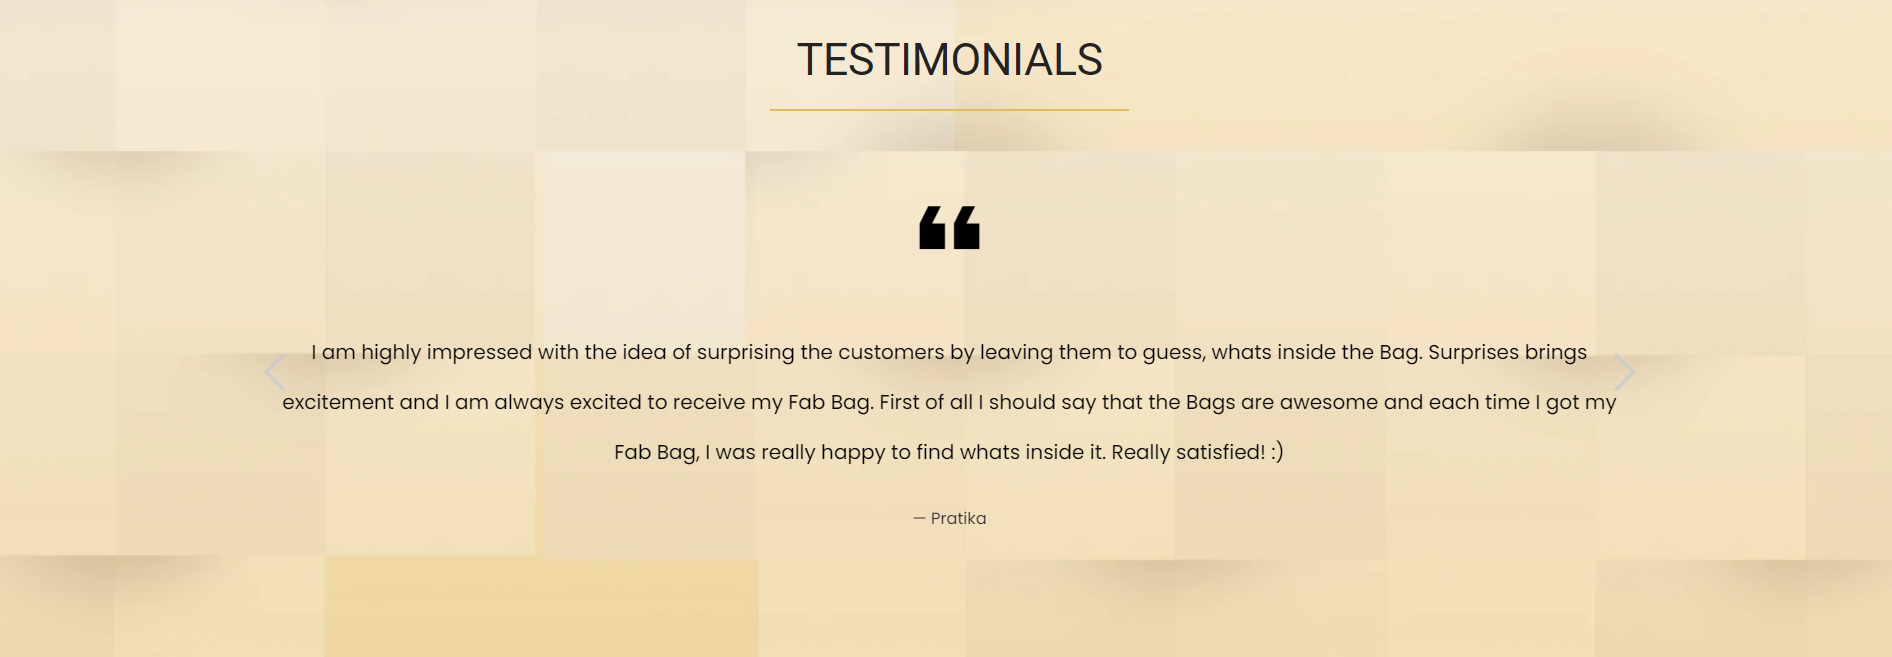 TESTIMONIALS
❝
I am highly impressed with the idea of surprising the customers by leaving them to guess, whats inside the Bag. Surprises brings
excitement and I am always excited to receive my Fab Bag. First of all I should say that the Bags are awesome and each time I got my
Fab Bag, I was really happy to find whats inside it. Really satisfied! :)
— Pratika